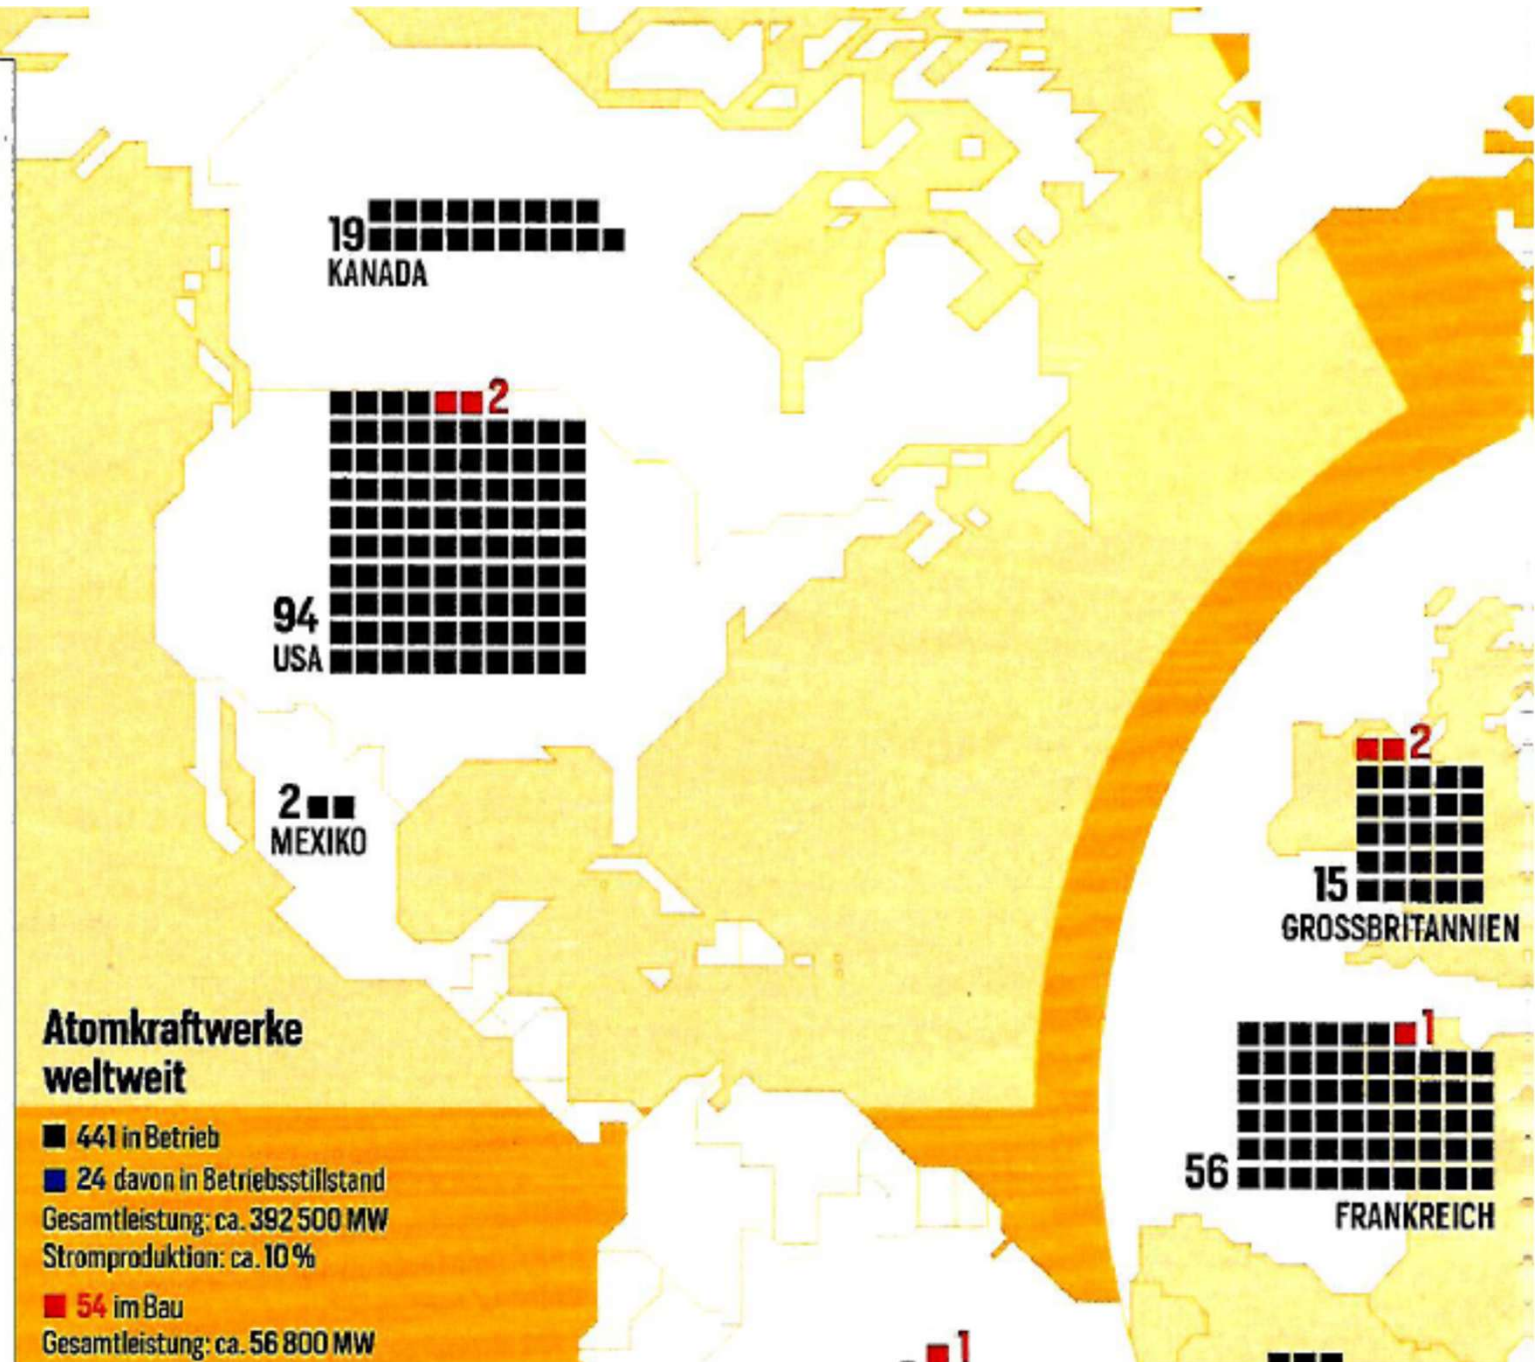 19
KANADA
2
94
USA
2
MEXIKO
2
15
GROSSBRITANNIEN
1
56
FRANKREICH
Atomkraftwerke
weltweit
441 in Betrieb
24 davon in Betriebsstillstand
Gesamtleistung: ca. 392 500 MW
Stromproduktion: ca. 10 %
54 im Bau
Gesamtleistung: ca. 56 800 MW
1